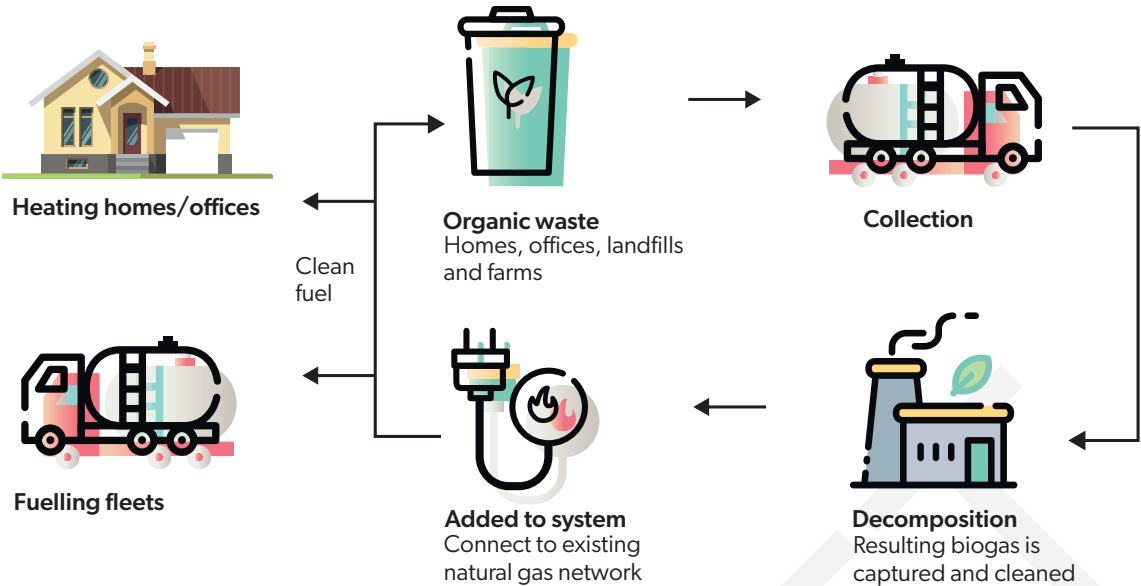 Heating homes/offices
Organic waste
Homes, offices, landfills
and farms
Collection
Clean
fuel
Fuelling fleets
Added to system
Connect to existing
natural gas network
Decomposition
Resulting biogas is
captured and cleaned